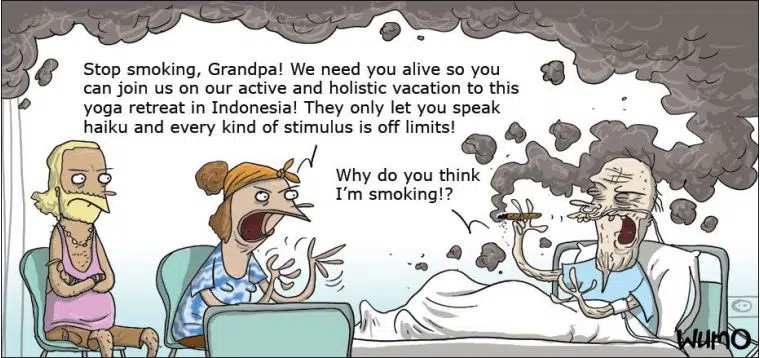 Stop smoking, Grandpa! We need you alive so you
can join us on our active and holistic vacation to this
yoga retreat in Indonesia! They only let you speak
haiku and every kind of stimulus is off limits!
Why do you think
I'm smoking!?
WUMO